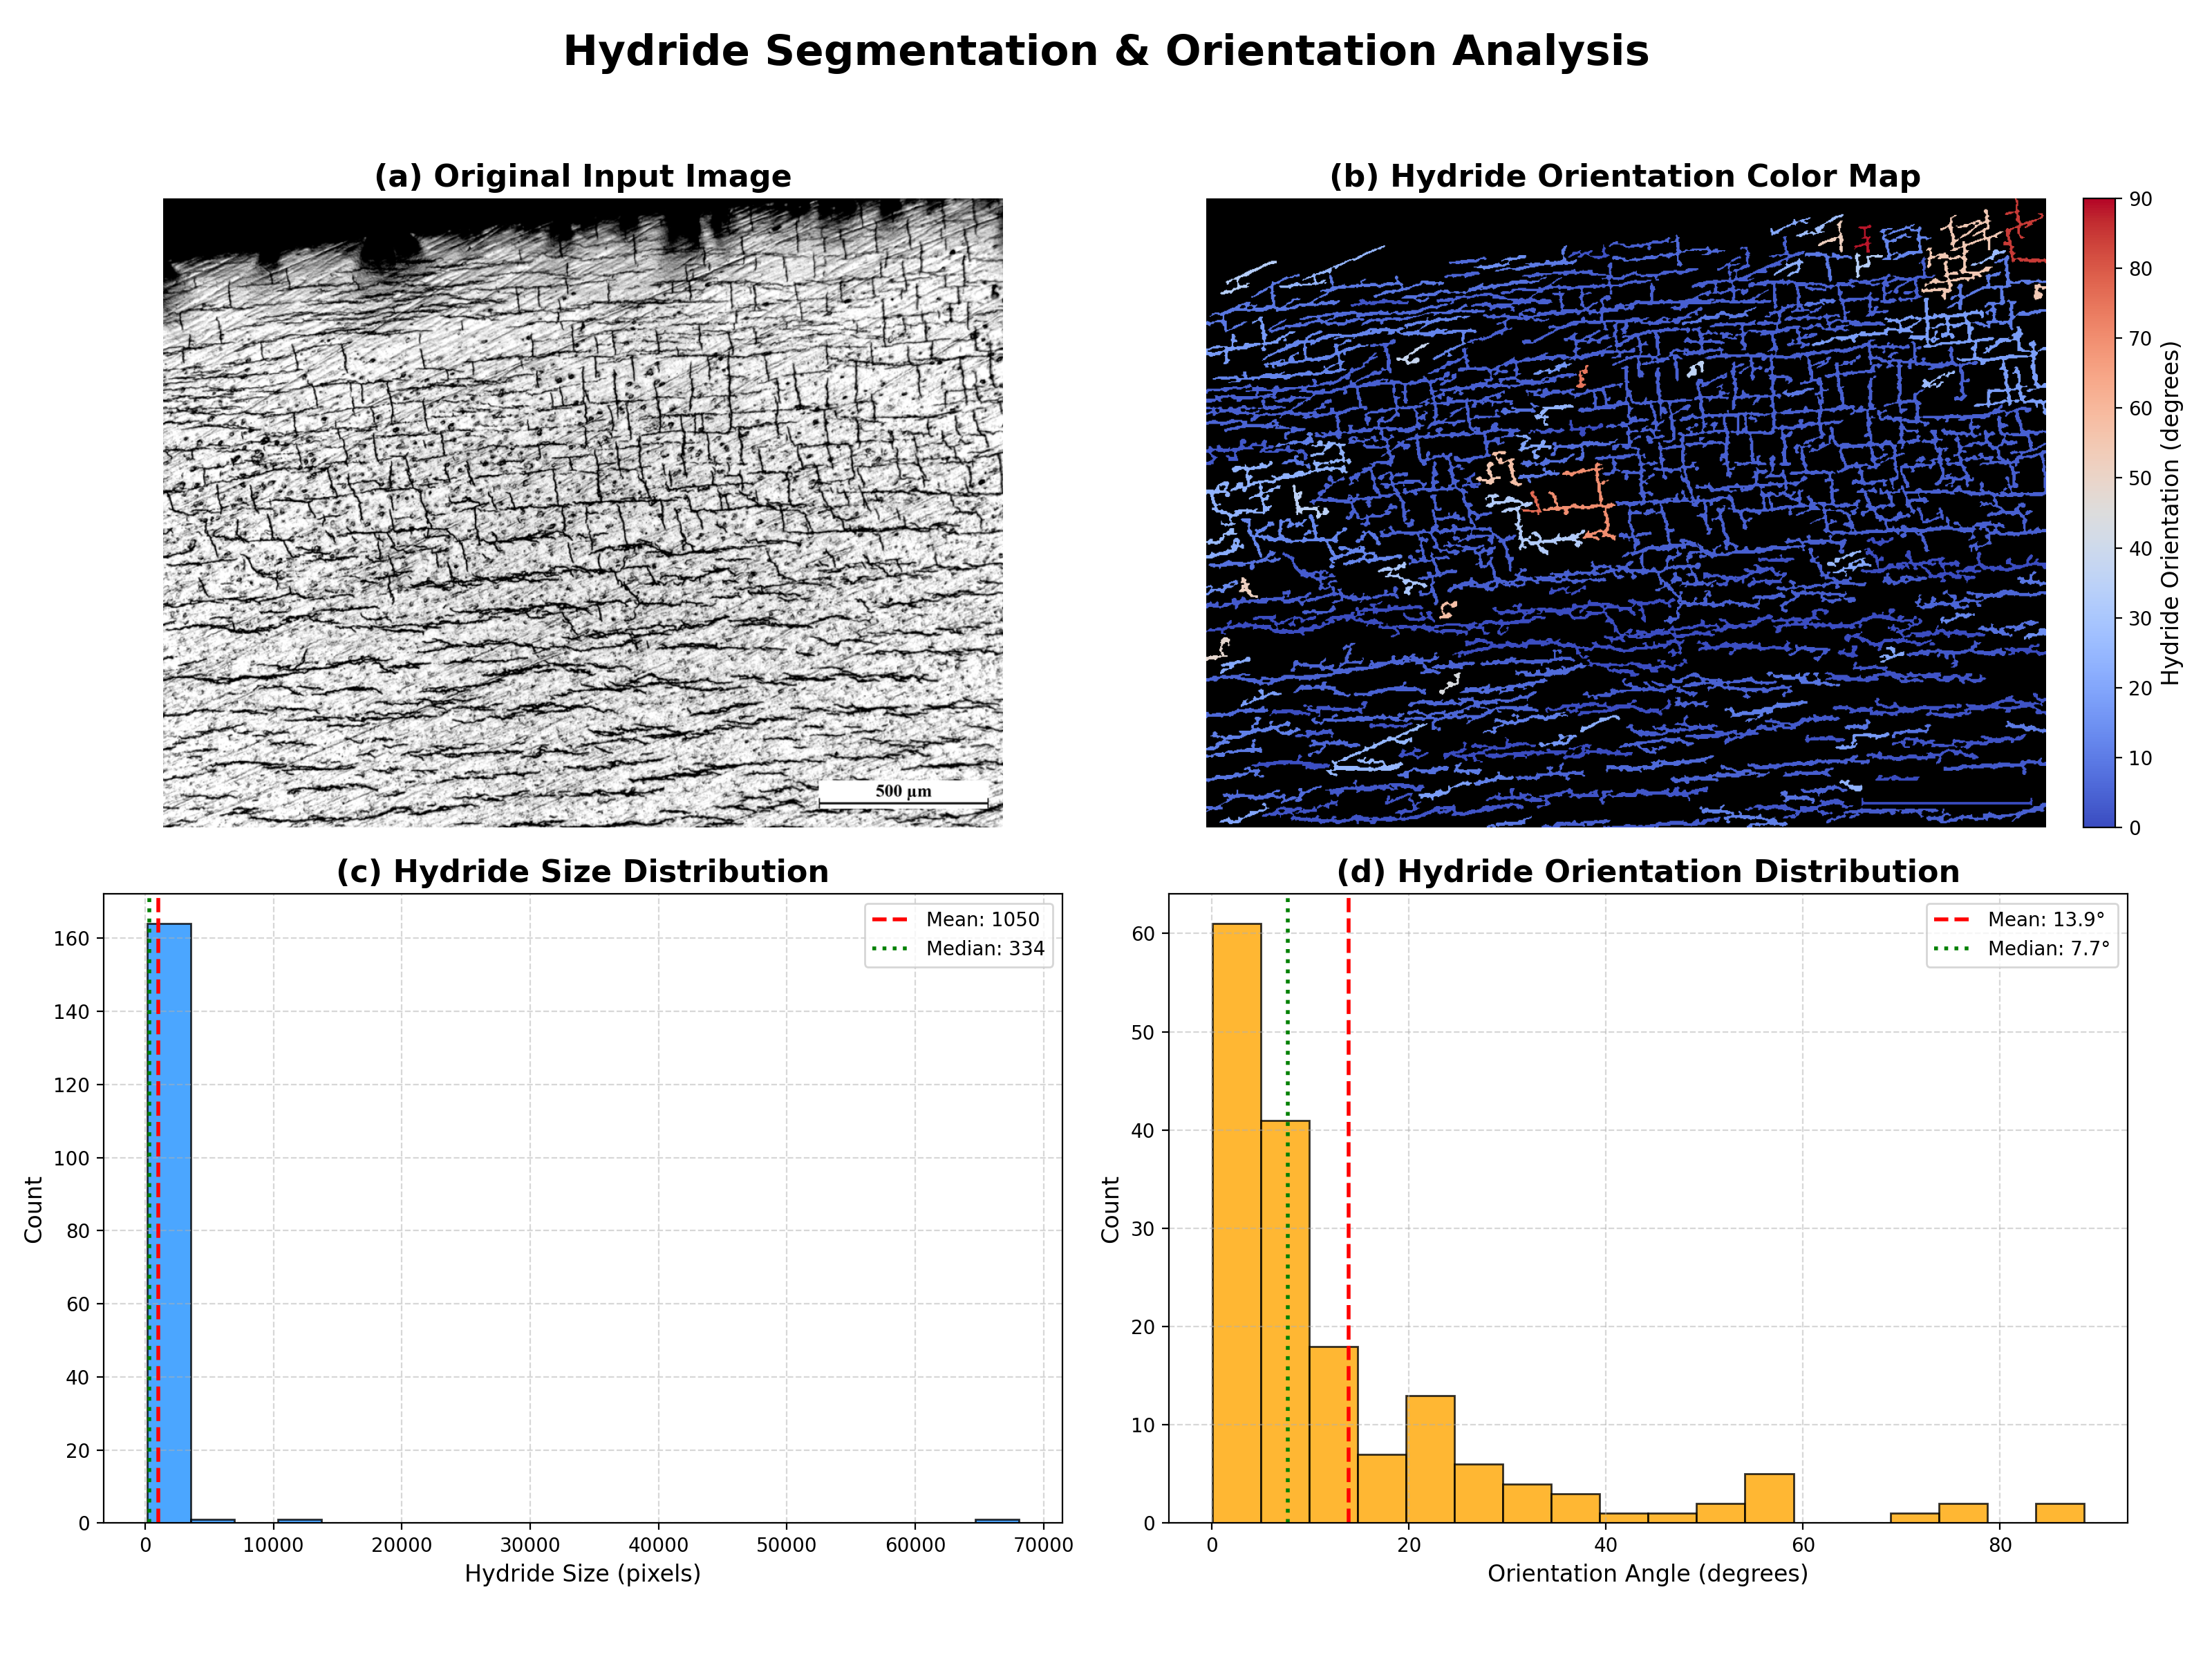 Hydride Segmentation & Orientation Analysis
(a) Original Input Image
500 µm
(b) Hydride Orientation Color Map
90
80
70
60
50
40
30
20
10
0
Hydride Orientation (degrees)
(c) Hydride Size Distribution
Mean: 1050
Median: 334
160
140
120
100
80
60
40
20
0
Count
0 10000 20000 30000 40000 50000 60000 70000
Hydride Size (pixels)
(d) Hydride Orientation Distribution
Mean: 13.9°
Median: 7.7°
60
50
40
30
20
10
0
Count
0 20 40 60 80
Orientation Angle (degrees)